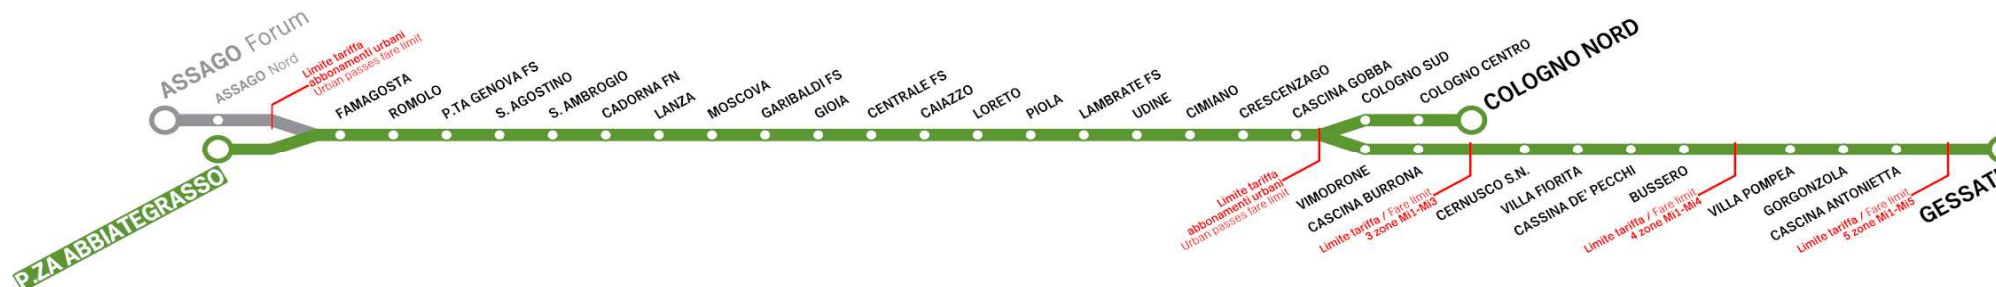 ASSAGO Forum
ASSAGO Nord
Limite tariffa
abbonamenti urbani
Urban passes fare limit
P.ZA ABBIATEGRASSO
FAMAGOSTA
ROMOLO
P.TA GENOVA FS
S. AGOSTINO
S. AMBROGIO
CADORNA FN
LANZA
MOSCOVA
GARIBALDI FS
GIOIA
CENTRALE FS
CAIAZZO
LORETO
PIOLA
LAMBRATE FS
UDINE
CIMIANO
CRESCENZAGO
CASCINA GOBBA
COLOGNO SUD
COLOGNO CENTRO
COLOGNO NORD
Limite tariffa
abbonamenti urbani
Urban passes fare limit
VIMODRONE
CASCINA BURRONA
Limite tariffa / Fare limit
3 zone Mi1-Mi3
CERNUSCO S.N.
VILLA FIORITA
CASSINA DE' PECCHI
BUSSERO
Limite tariffa / Fare limit
4 zone Mi1-Mi4
VILLA POMPEA
GORGONZOLA
CASCINA ANTONIETTA
Limite tariffa / Fare limit
5 zone Mi1-Mi5
GESSAT